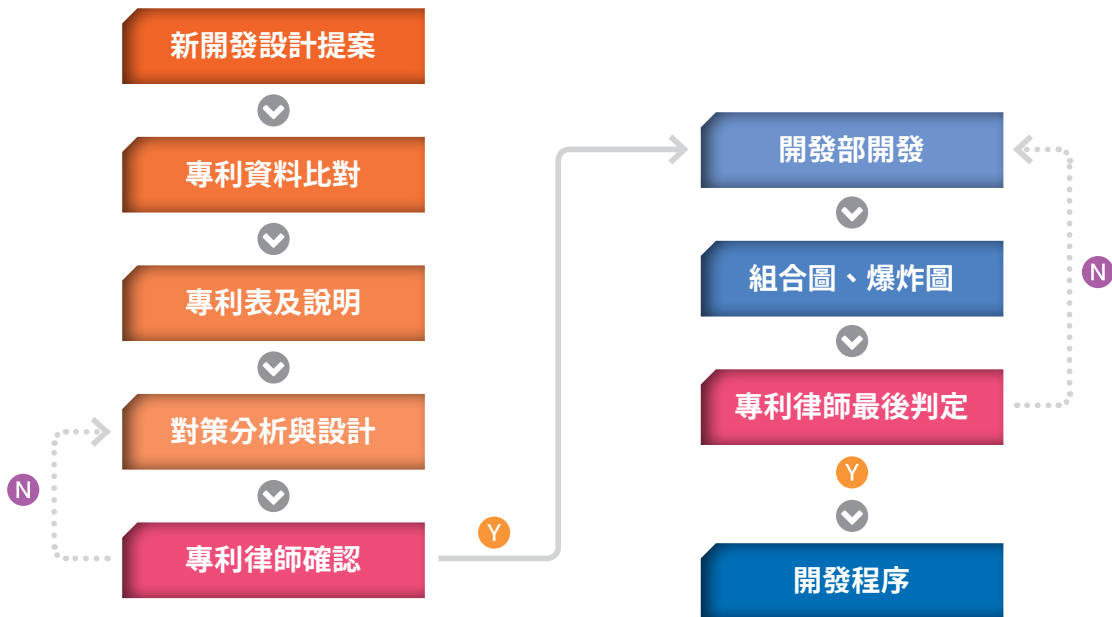 新開發設計提案
專利資料比對
專利表及說明
對策分析與設計
N
專利律師確認
Y
開發部開發
組合圖、爆炸圖
N
專利律師最後判定
Y
開發程序